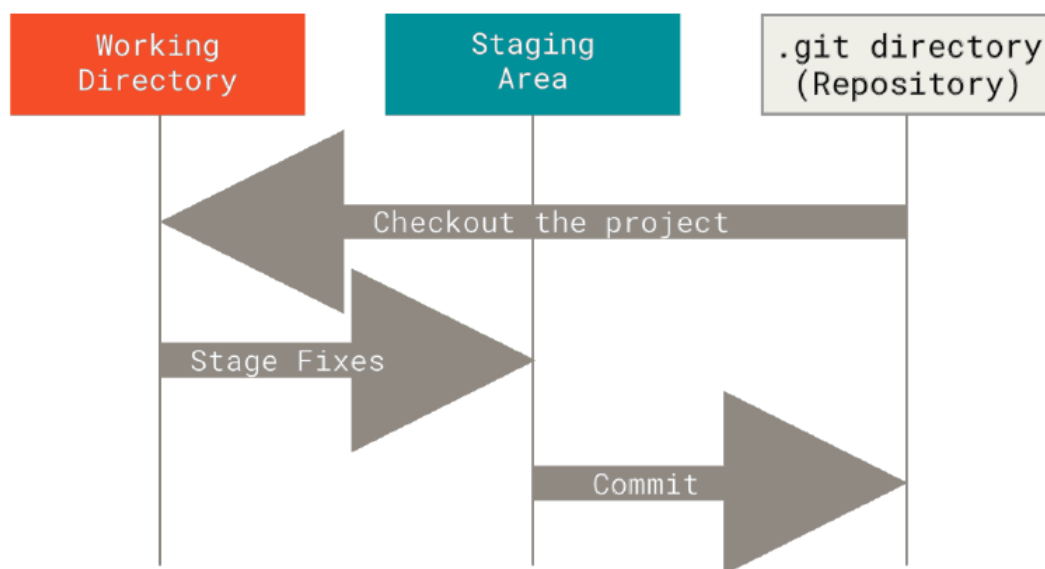 Working
Directory
Staging
Area
.git directory
(Repository)
Checkout the project
Stage Fixes
Commit